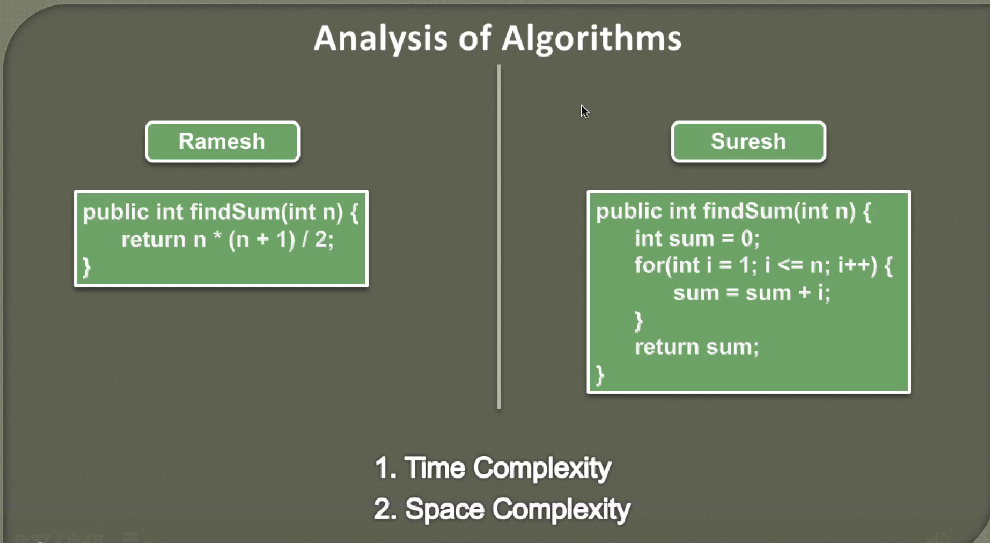 Analysis of Algorithms
Ramesh
public int findSum(int n) {
return n * (n + 1) / 2;
}
Suresh
public int findSum(int n) {
int sum = 0;
for(int i = 1; i <= n; i++) {
sum = sum + i;
}
return sum;
}
1. Time Complexity
2. Space Complexity